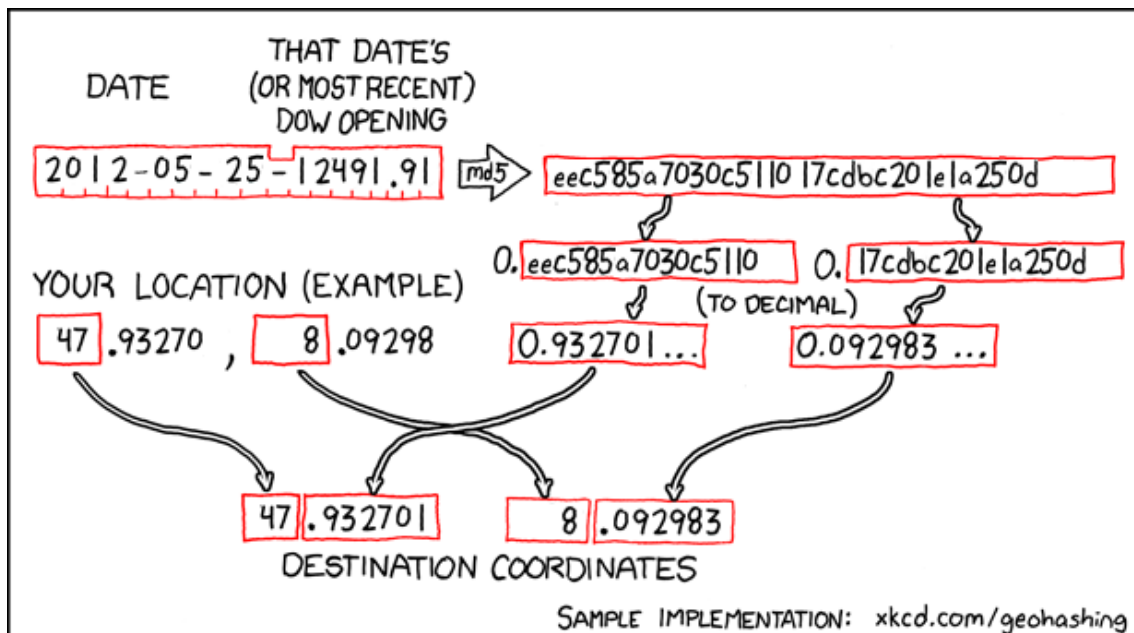 DATE
THAT DATE'S
(OR MOST RECENT)
DOW OPENING
2012-05-25-12491.91
md5
eec585a7030c511017cdbc201e1a250d
0.eec585a7030c5110
0.17cdbc201e1a250d
(TO DECIMAL)
YOUR LOCATION (EXAMPLE)
47.93270, 8.09298
0.932701...
0.092983 ...
47.932701
8.092983
DESTINATION COORDINATES
SAMPLE IMPLEMENTATION: xkcd.com/geohashing